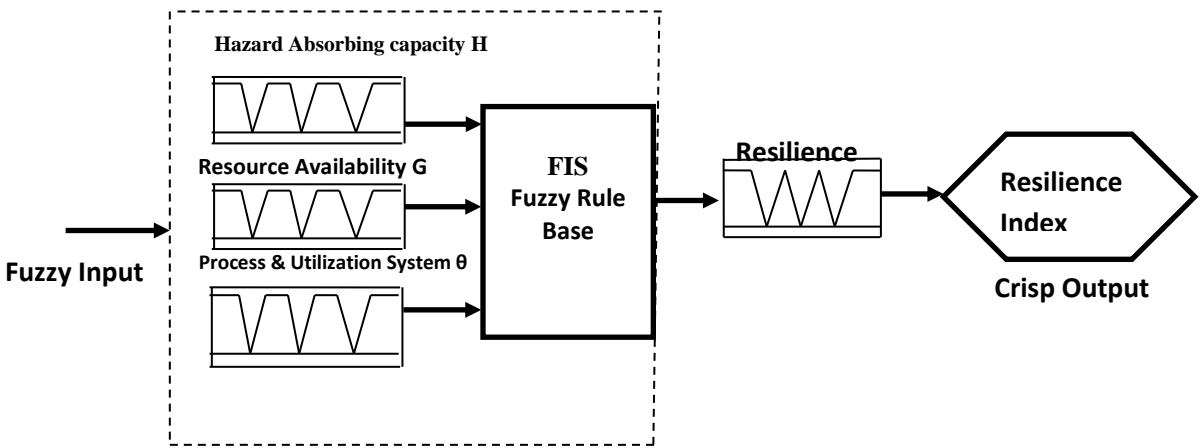 Hazard Absorbing capacity H
Resource Availability G
Process & Utilization System θ
Fuzzy Input
FIS
Fuzzy Rule
Base
Resilience
Resilience
Index
Crisp Output